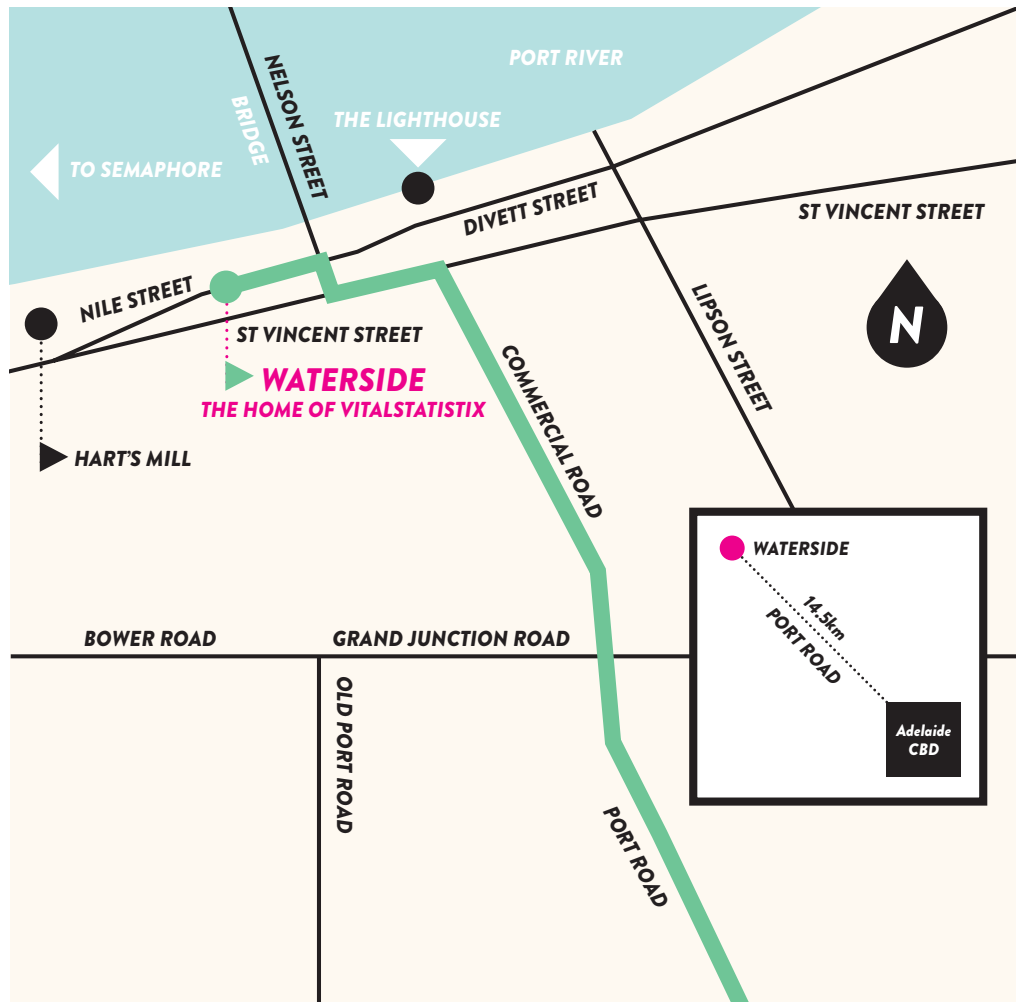 PORT RIVER
NELSON STREET
BRIDGE
THE LIGHTHOUSE
TO SEMAPHORE
DIVETT STREET
ST VINCENT STREET
NILE STREET
LIPSON STREET
N
ST VINCENT STREET
WATERSIDE
THE HOME OF VITALSTATISTIX
COMMERCIAL ROAD
HART'S MILL
WATERSIDE
14.5km
PORT ROAD
Adelaide
CBD
BOWER ROAD
GRAND JUNCTION ROAD
OLD PORT ROAD
PORT ROAD